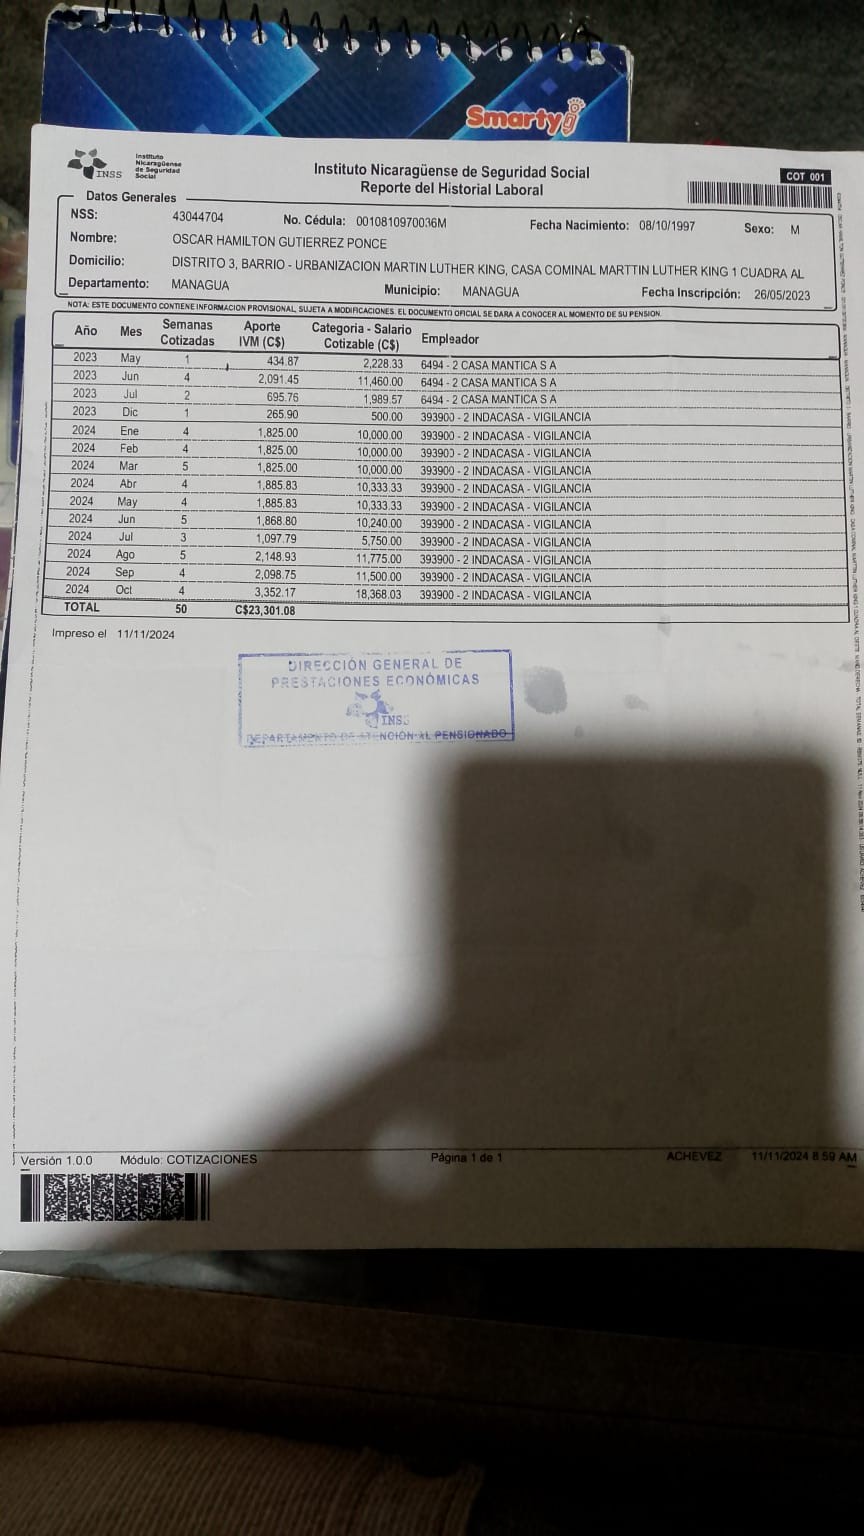 Smarty
INSS
Instituto
Nicaragüense
de Seguridad
Social
Instituto Nicaragüense de Seguridad Social
Reporte del Historial Laboral
COT 001
Datos Generales
NSS: 43044704 No. Cédula: 0010810970036M Fecha Nacimiento: 08/10/1997 Sexo: M
Nombre: OSCAR HAMILTON GUTIERREZ PONCE
Domicilio: DISTRITO 3, BARRIO - URBANIZACION MARTIN LUTHER KING, CASA COMINAL MARTTIN LUTHER KING 1 CUADRA AL
Departamento: MANAGUA Municipio: MANAGUA Fecha Inscripción: 26/05/2023
NOTA: ESTE DOCUMENTO CONTIENE INFORMACION PROVISIONAL, SUJETA A MODIFICACIONES. EL DOCUMENTO OFICIAL SE DARA A CONOCER AL MOMENTO DE SU PENSION.
Año Mes Semanas Cotizadas Aporte IVM (C$) Categoria - Salario Cotizable (C$) Empleador
2023 May 1 434.87 2,228.33 6494 - 2 CASA MANTICA S A
2023 Jun 4 2,091.45 11,460.00 6494 - 2 CASA MANTICA S A
2023 Jul 2 695.76 1,989.57 6494 - 2 CASA MANTICA S A
2023 Dic 1 265.90 500.00 393900 - 2 INDACASA - VIGILANCIA
2024 Ene 4 1,825.00 10,000.00 393900 - 2 INDACASA - VIGILANCIA
2024 Feb 4 1,825.00 10,000.00 393900 - 2 INDACASA - VIGILANCIA
2024 Mar 5 1,825.00 10,000.00 393900 - 2 INDACASA - VIGILANCIA
2024 Abr 4 1,885.83 10,333.33 393900 - 2 INDACASA - VIGILANCIA
2024 May 4 1,885.83 10,333.33 393900 - 2 INDACASA - VIGILANCIA
2024 Jun 5 1,868.80 10,240.00 393900 - 2 INDACASA - VIGILANCIA
2024 Jul 3 1,097.79 5,750.00 393900 - 2 INDACASA - VIGILANCIA
2024 Ago 5 2,148.93 11,775.00 393900 - 2 INDACASA - VIGILANCIA
2024 Sep 4 2,098.75 11,500.00 393900 - 2 INDACASA - VIGILANCIA
2024 Oct 4 3,352.17 18,368.03 393900 - 2 INDACASA - VIGILANCIA
TOTAL 50 C$23,301.08
Impreso el 11/11/2024
DIRECCIÓN GENERAL DE
PRESTACIONES ECONÓMICAS
INSS
DEPARTAMENTO DE ATENCIÓN AL PENSIONADO
Versión 1.0.0 Módulo: COTIZACIONES Página 1 de 1 ACHEVEZ 11/11/2024 8:59 AM